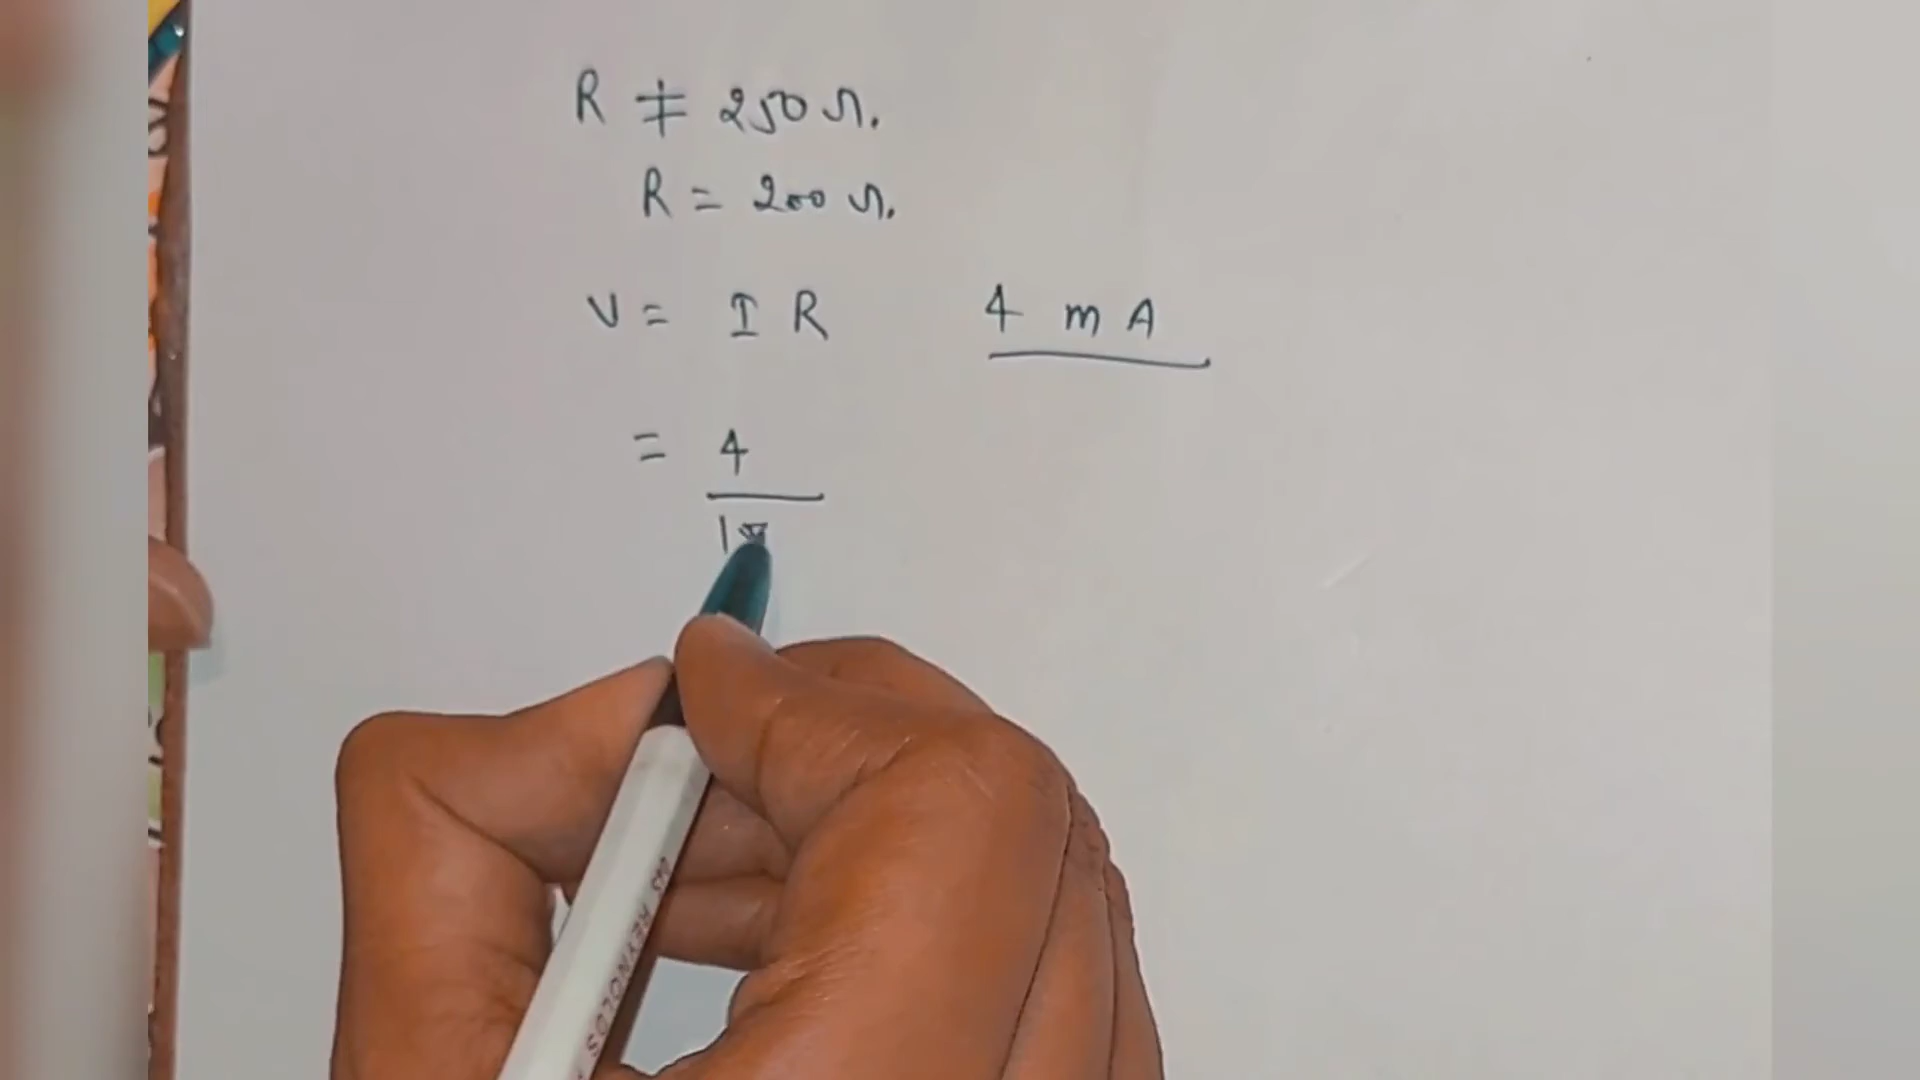 R ≠ 250 Ω.
R = 200 Ω.
V = I R 4 mA
= 4
REYNOLDS